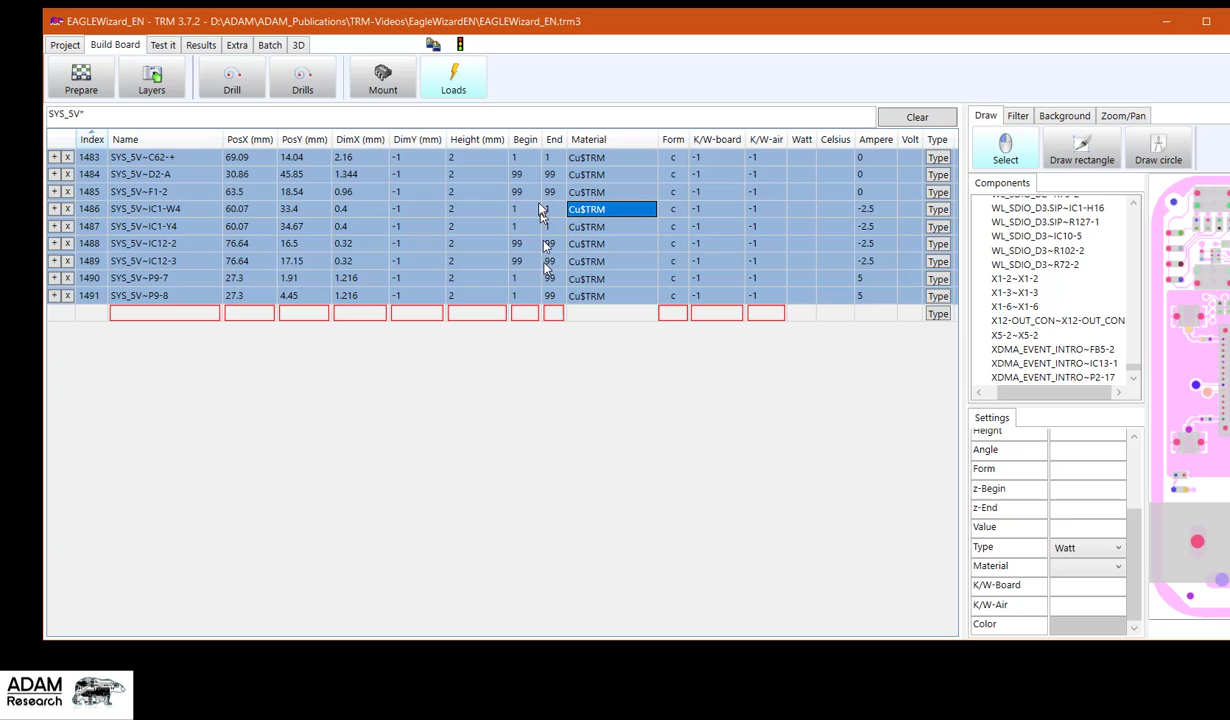 EAGLEWizard_EN - TRM 3.7.2 - D:\ADAM\ADAM_Publications\TRM-Videos\EagleWizardEN\EAGLEWizard_EN.trm3
Project Build Board Test it Results Extra Batch 3D
Prepare Layers Drill Drills Mount Loads
SYS_5V* Clear
Index Name PosX (mm) PosY (mm) DimX (mm) DimY (mm) Height (mm) Begin End Material Form K/W-board K/W-air Watt Celsius Ampere Volt Type
+ x 1483 SYS_5V~C62-+ 69.09 14.04 2.16 -1 2 1 1 Cu$TRM c -1 -1 0 Type
+ x 1484 SYS_5V~D2-A 30.86 45.85 1.344 -1 2 99 99 Cu$TRM c -1 -1 0 Type
+ x 1485 SYS_5V~F1-2 63.5 18.54 0.96 -1 2 99 99 Cu$TRM c -1 -1 0 Type
+ x 1486 SYS_5V~IC1-W4 60.07 33.4 0.4 -1 2 1 1 Cu$TRM c -1 -1 -2.5 Type
+ x 1487 SYS_5V~IC1-Y4 60.07 34.67 0.4 -1 2 1 1 Cu$TRM c -1 -1 -2.5 Type
+ x 1488 SYS_5V~IC12-2 76.64 16.5 0.32 -1 2 99 99 Cu$TRM c -1 -1 -2.5 Type
+ x 1489 SYS_5V~IC12-3 76.64 17.15 0.32 -1 2 99 99 Cu$TRM c -1 -1 -2.5 Type
+ x 1490 SYS_5V~P9-7 27.3 1.91 1.216 -1 2 1 99 Cu$TRM c -1 -1 5 Type
+ x 1491 SYS_5V~P9-8 27.3 4.45 1.216 -1 2 1 99 Cu$TRM c -1 -1 5 Type
Type
Draw Filter Background Zoom/Pan
Select Draw rectangle Draw circle
Components
WL_SDIO_D3.SIP~IC1-H16
WL_SDIO_D3.SIP~R127-1
WL_SDIO_D3~IC10-5
WL_SDIO_D3~R102-2
WL_SDIO_D3~R72-2
X1-2~X1-2
X1-3~X1-3
X1-6~X1-6
X12-OUT_CON~X12-OUT_CON
X5-2~X5-2
XDMA_EVENT_INTRO~FB5-2
XDMA_EVENT_INTRO~IC13-1
XDMA_EVENT_INTRO~P2-17
Settings
Height
Angle
Form
z-Begin
z-End
Value
Type Watt
Material
K/W-Board
K/W-Air
Color
ADAM
Research